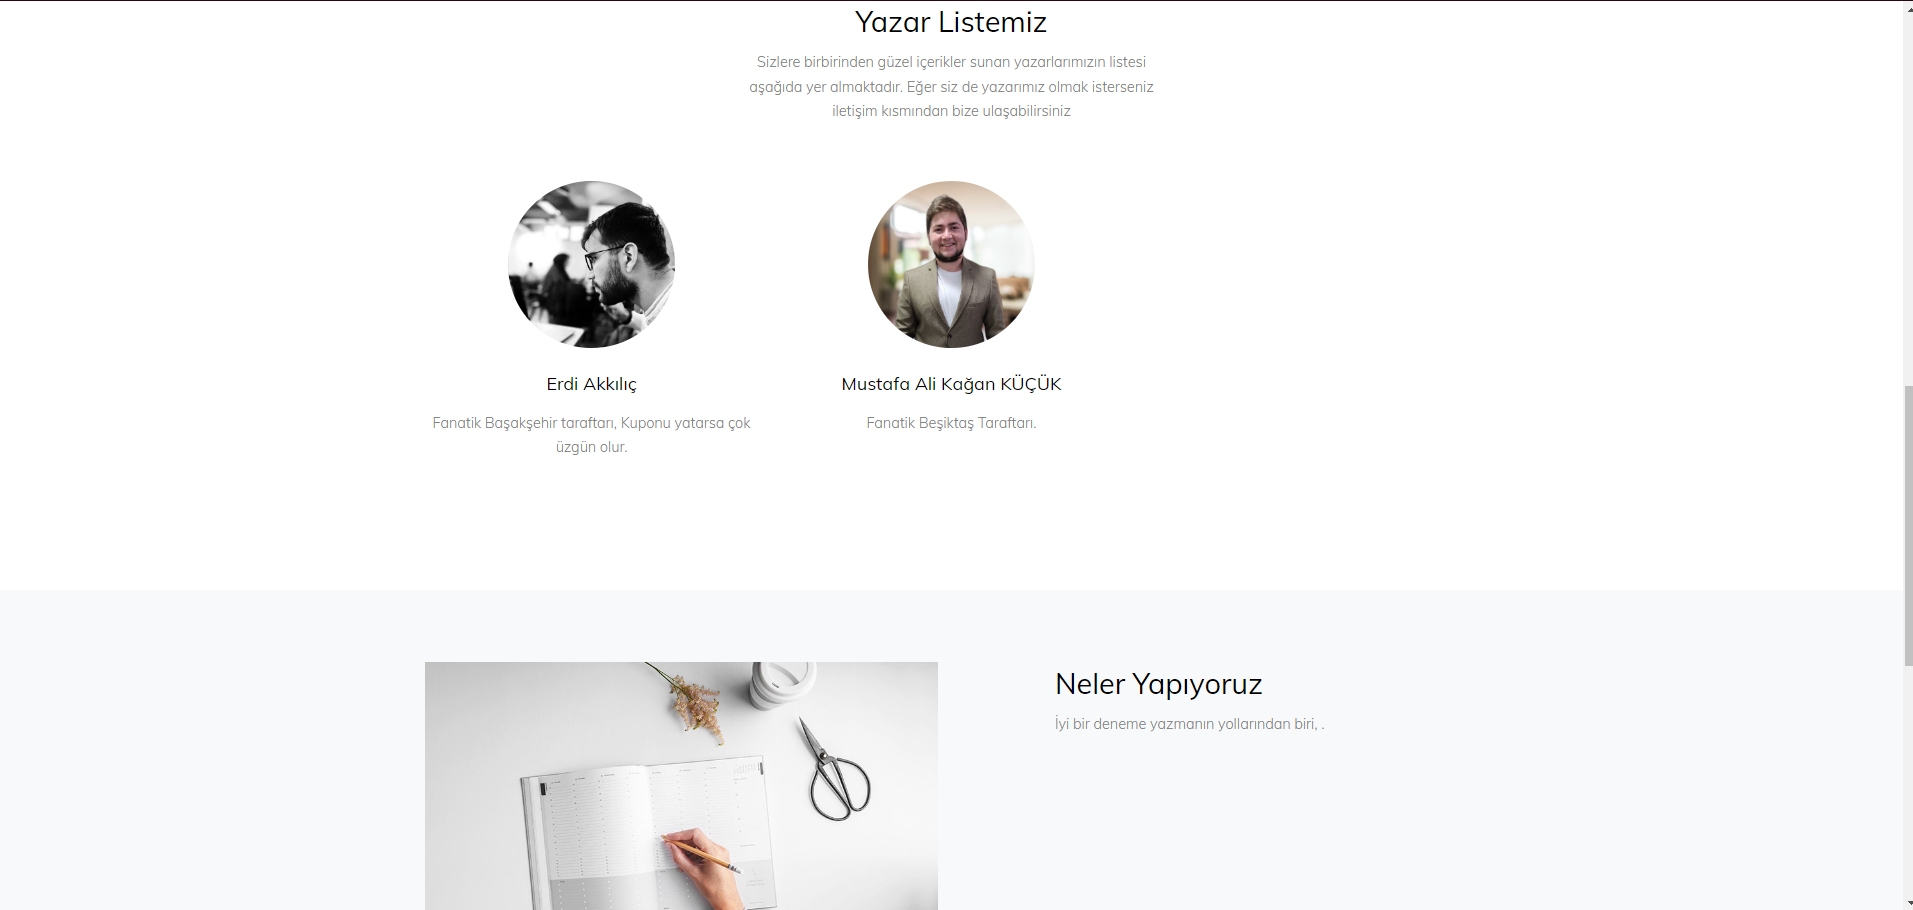 Yazar Listemiz
Sizlere birbirinden güzel içerikler sunan yazarlarımızın listesi
aşağıda yer almaktadır. Eğer siz de yazarımız olmak isterseniz
iletişim kısmından bize ulaşabilirsiniz
Erdi Akkılıç
Fanatik Başakşehir taraftarı, Kuponu yatarsa çok
üzgün olur.
Mustafa Ali Kağan KÜÇÜK
Fanatik Beşiktaş Taraftarı.
Neler Yapıyoruz
İyi bir deneme yazmanın yollarından biri, .